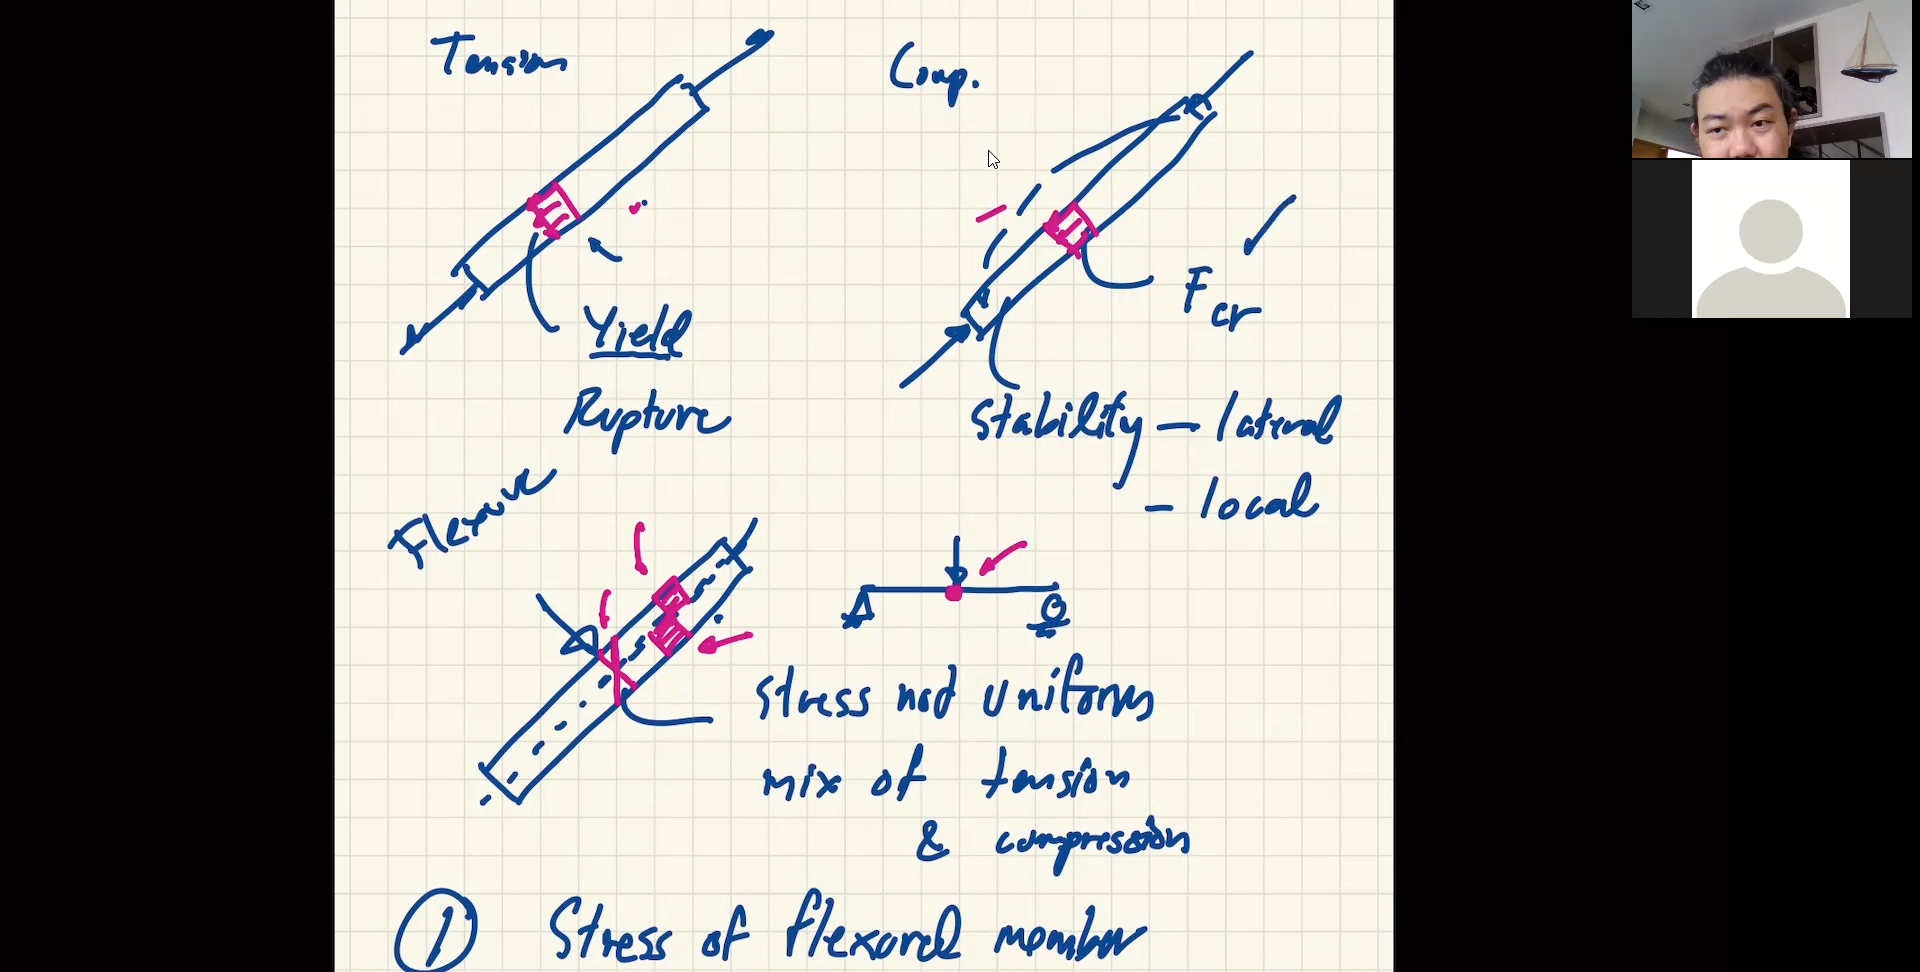 Tension
Comp.
Yield
Rupture
Fcr
Stability - lateral
- local
Flexure
Stress not uniform
mix of tension
& compression
1 Stress of flexural member